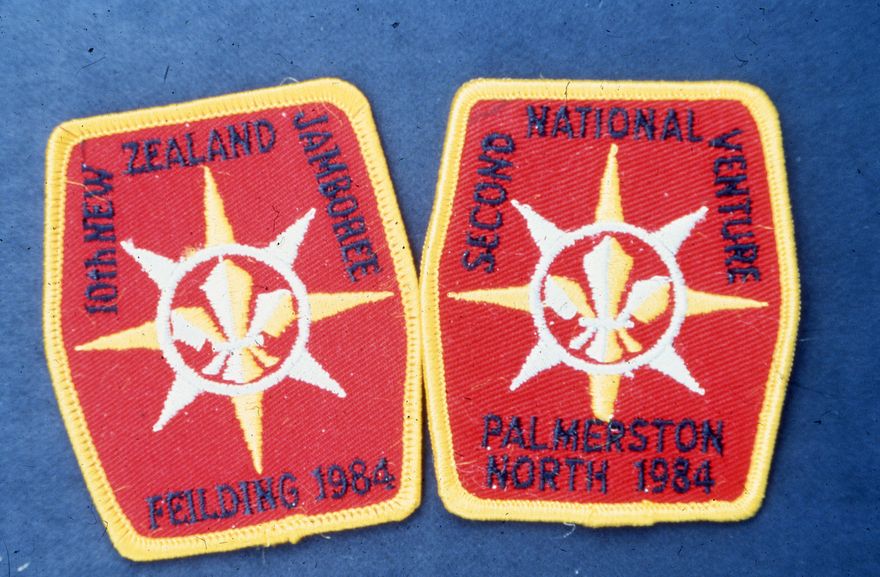 10th NEW ZEALAND JAMBOREE
FEILDING 1984
SECOND NATIONAL VENTURE
PALMERSTON
NORTH 1984